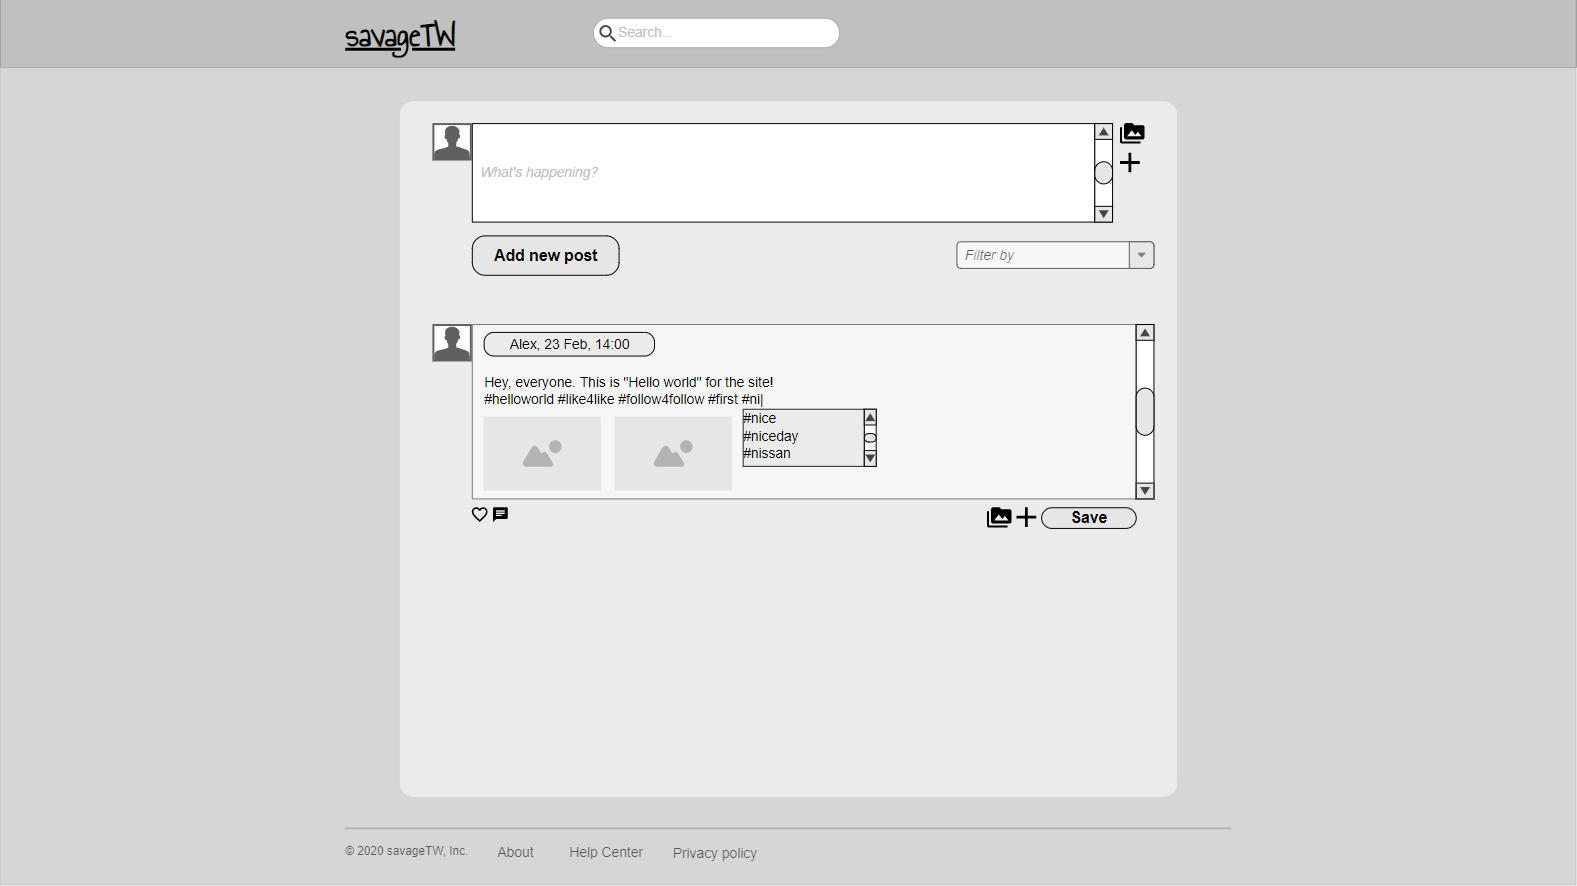 savageTW
Search...
What's happening?
Add new post
Filter by
Alex, 23 Feb, 14:00
Hey, everyone. This is "Hello world" for the site!
#helloworld #like4like #follow4follow #first #ni|
#nice
#niceday
#nissan
Save
© 2020 savageTW, Inc.
About
Help Center
Privacy policy